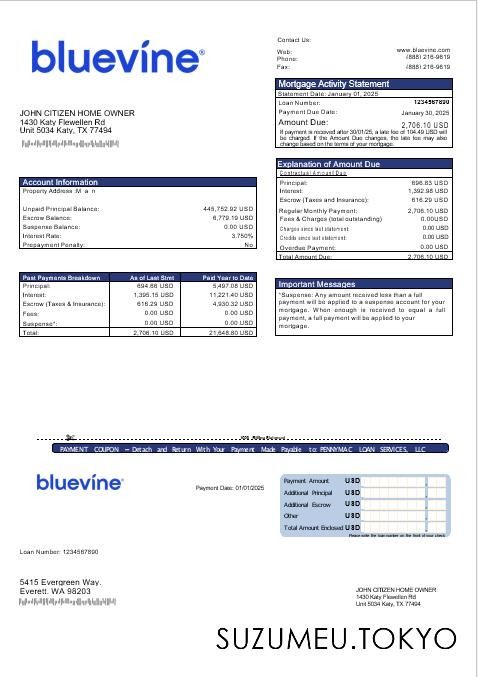 bluevine®
Contact Us:
Web: www.bluevine.com
Phone: (888) 216-9619
Fax: (888) 216-9619
Mortgage Activity Statement
Statement Date: January 01, 2025
Loan Number: 1234567890
Payment Due Date: January 30, 2025
Amount Due: 2,706.10 USD
If payment is received after 30/01/25, a late fee of 104.49 USD will
be charged. If the Amount Due changes, the late fee may also
change based on the terms of your mortgage.
JOHN CITIZEN HOME OWNER
1430 Katy Flewellen Rd
Unit 5034 Katy, TX 77494
Explanation of Amount Due
Contractual Amount Due
Principal: 696.83 USD
Interest: 1,392.98 USD
Escrow (Taxes and Insurance): 616.29 USD
Regular Monthly Payment: 2,706.10 USD
Fees & Charges (total outstanding) 0.00USD
Charges since last statement: 0.00 USD
Credits since last statement: 0.00 USD
Overdue Payment: 0.00 USD
Total Amount Due: 2,706.10 USD
Account Information
Property Address :M a n
Unpaid Principal Balance: 445,752.92 USD
Escrow Balance: 6,779.19 USD
Suspense Balance: 0.00 USD
Interest Rate: 3.750%
Prepayment Penalty: No
Past Payments Breakdown As of Last Stmt Paid Year to Date
Principal: 694.66 USD 5,497.08 USD
Interest: 1,395.15 USD 11,221.40 USD
Escrow (Taxes & Insurance): 616.29 USD 4,930.32 USD
Fees: 0.00 USD 0.00 USD
Suspense*: 0.00 USD 0.00 USD
Total: 2,706.10 USD 21,648.80 USD
Important Messages
*Suspense: Any amount received less than a full
payment will be applied to a suspense account for your
mortgage. When enough is received to equal a full
payment, a full payment will be applied to your
mortgage.
PAYMENT COUPON – Detach and Return With Your Payment Made Payable to: PENNYMAC LOAN SERVICES, LLC
bluevine®
Payment Date: 01/01/2025
Payment Amount USD
Additional Principal USD
Additional Escrow USD
Other USD
Total Amount Enclosed USD
Please write the loan number on the front of your check
Loan Number: 1234567890
5415 Evergreen Way.
Everett. WA 98203
JOHN CITIZEN HOME OWNER
1430 Katy Flewellen Rd
Unit 5034 Katy, TX 77494
SUZUMEU.TOKYO